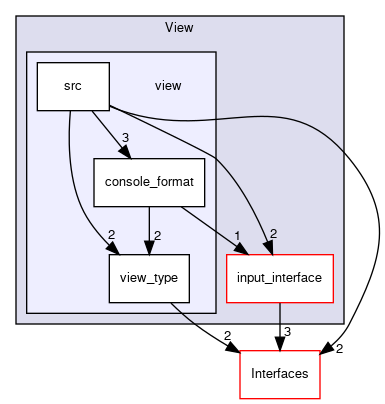 View
src
view
3
console_format
2
2
1
2
view_type
input_interface
2
3
2
Interfaces